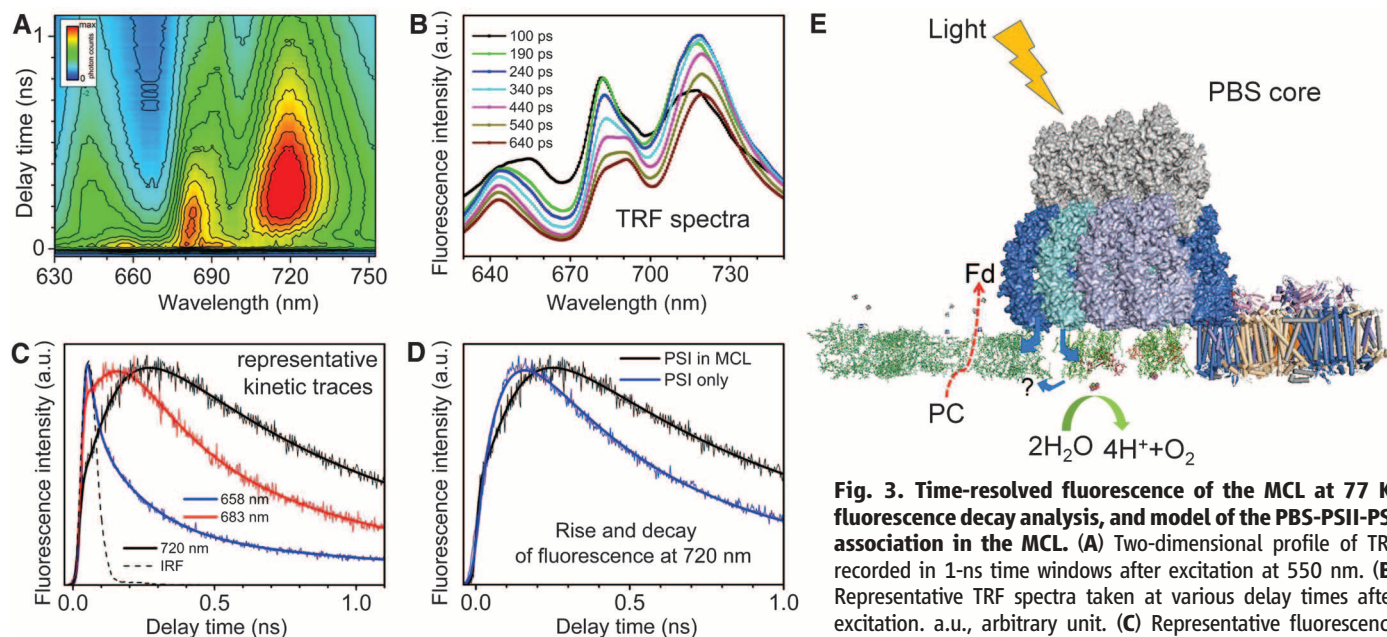 A
max
photon counts
0
1
0
Delay time (ns)
630 660 690 720 750
Wavelength (nm)
B
100 ps
190 ps
240 ps
340 ps
440 ps
540 ps
640 ps
TRF spectra
Fluorescence intensity (a.u.)
640 670 700 730
Wavelength (nm)
C
representative
kinetic traces
658 nm
683 nm
720 nm
IRF
Fluorescence intensity (a.u.)
0.0 0.5 1.0
Delay time (ns)
D
PSI in MCL
PSI only
Rise and decay
of fluorescence at 720 nm
Fluorescence intensity (a.u.)
0.0 0.5 1.0
Delay time (ns)
E
Light
PBS core
Fd
?
PC
2H₂O 4H⁺+O₂
Fig. 3. Time-resolved fluorescence of the MCL at 77 K
fluorescence decay analysis, and model of the PBS-PSII-PS
association in the MCL. (A) Two-dimensional profile of TR
recorded in 1-ns time windows after excitation at 550 nm. (B
Representative TRF spectra taken at various delay times afte
excitation. a.u., arbitrary unit. (C) Representative fluorescenc